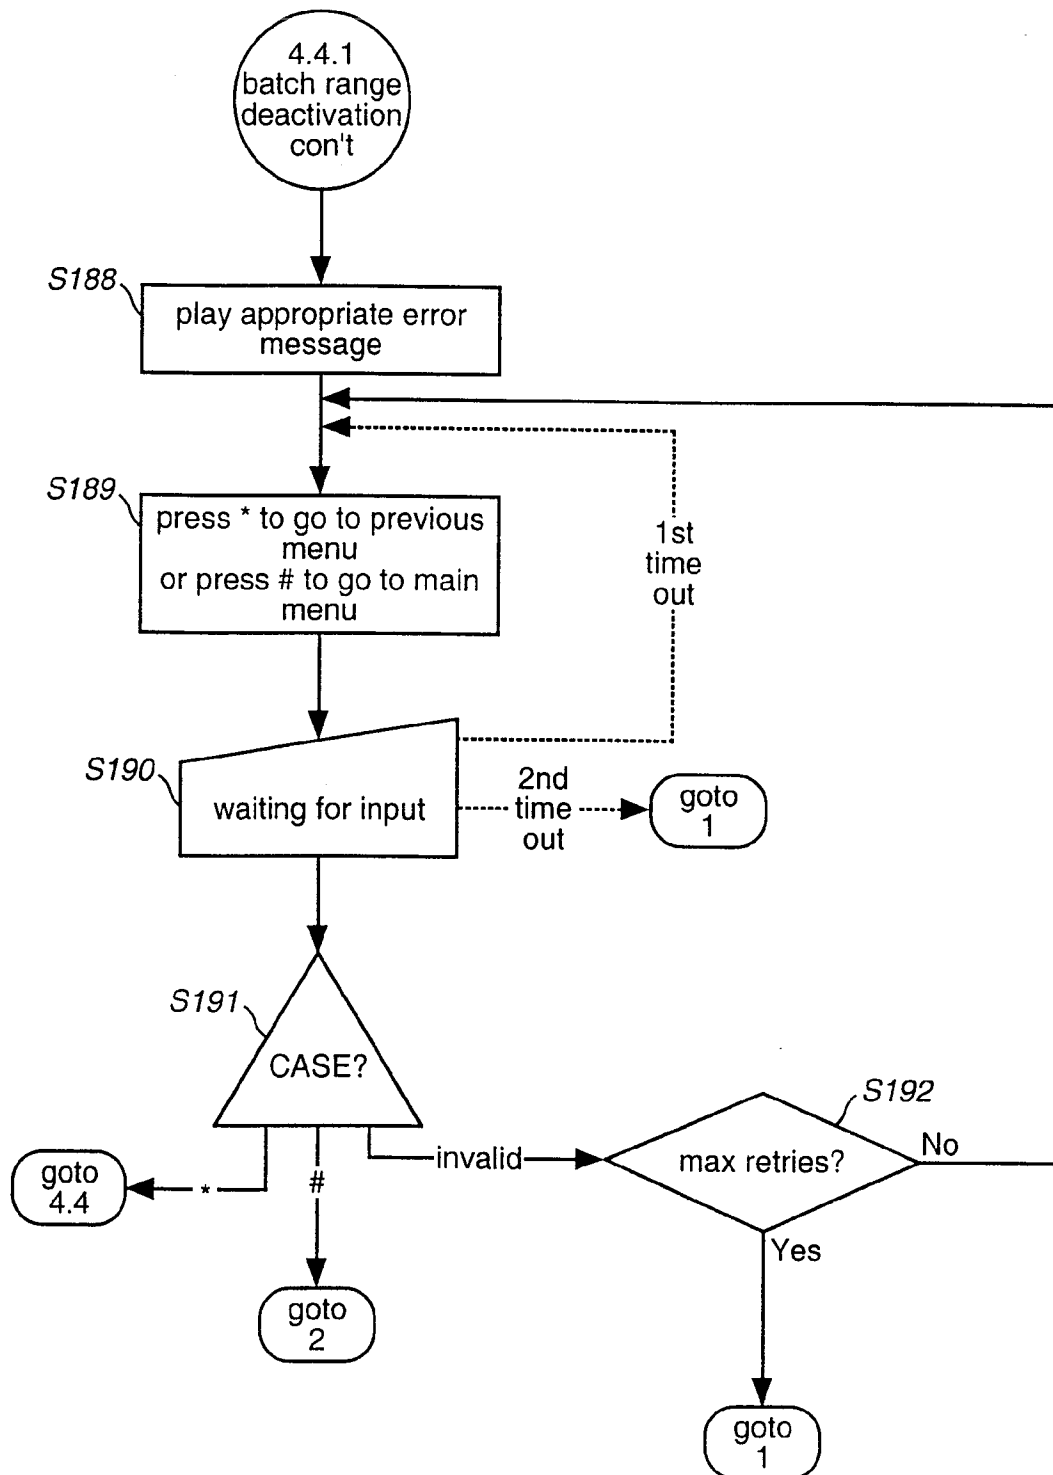 4.4.1
batch range
deactivation
con't
S188
play appropriate error
message
S189
press * to go to previous
menu
or press # to go to main
menu
1st
time
out
S190
waiting for input
2nd
time
out
goto
1
S191
CASE?
S192
max retries?
No
invalid
goto
4.4
*
#
Yes
goto
2
goto
1